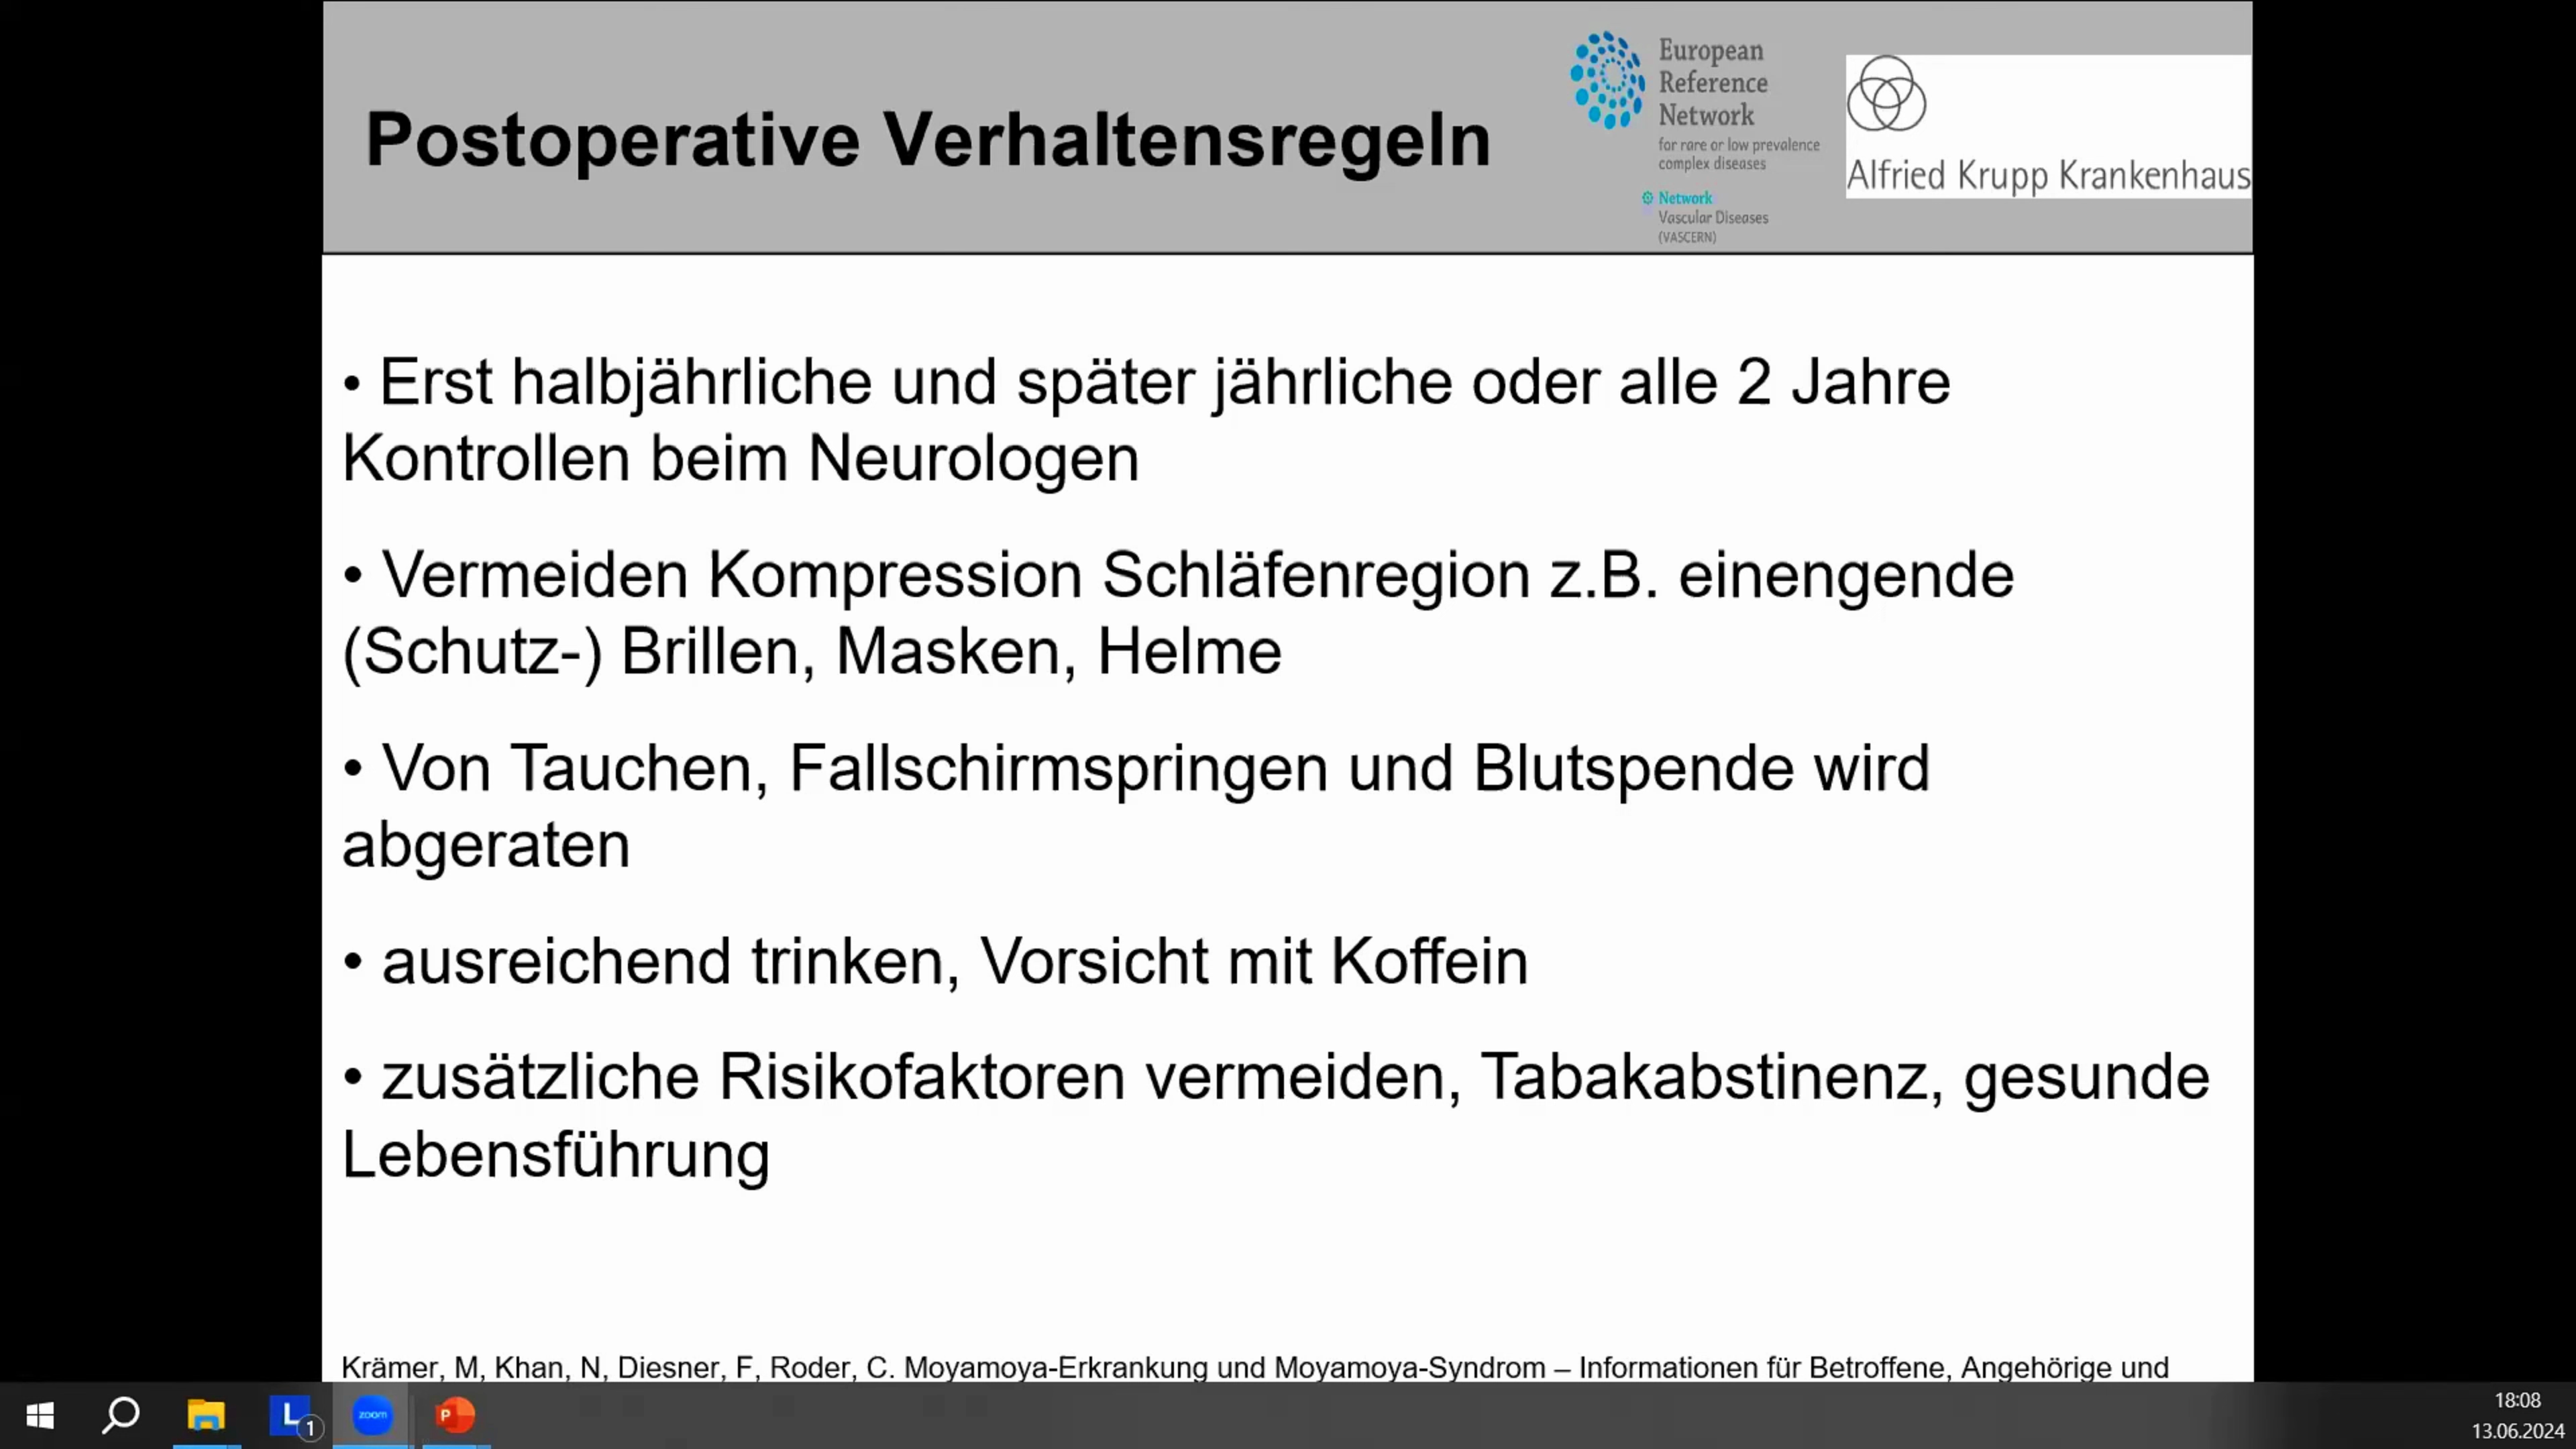 Postoperative Verhaltensregeln
European
Reference
Network
for rare or low prevalence
complex diseases
Network
Vascular Diseases
(VASCERN)
Alfried Krupp Krankenhaus
• Erst halbjährliche und später jährliche oder alle 2 Jahre
Kontrollen beim Neurologen
• Vermeiden Kompression Schläfenregion z.B. einengende
(Schutz-) Brillen, Masken, Helme
• Von Tauchen, Fallschirmspringen und Blutspende wird
abgeraten
• ausreichend trinken, Vorsicht mit Koffein
• zusätzliche Risikofaktoren vermeiden, Tabakabstinenz, gesunde
Lebensführung
Krämer, M, Khan, N, Diesner, F, Roder, C. Moyamoya-Erkrankung und Moyamoya-Syndrom – Informationen für Betroffene, Angehörige und
L
1
zoom
P
18:08
13.06.2024